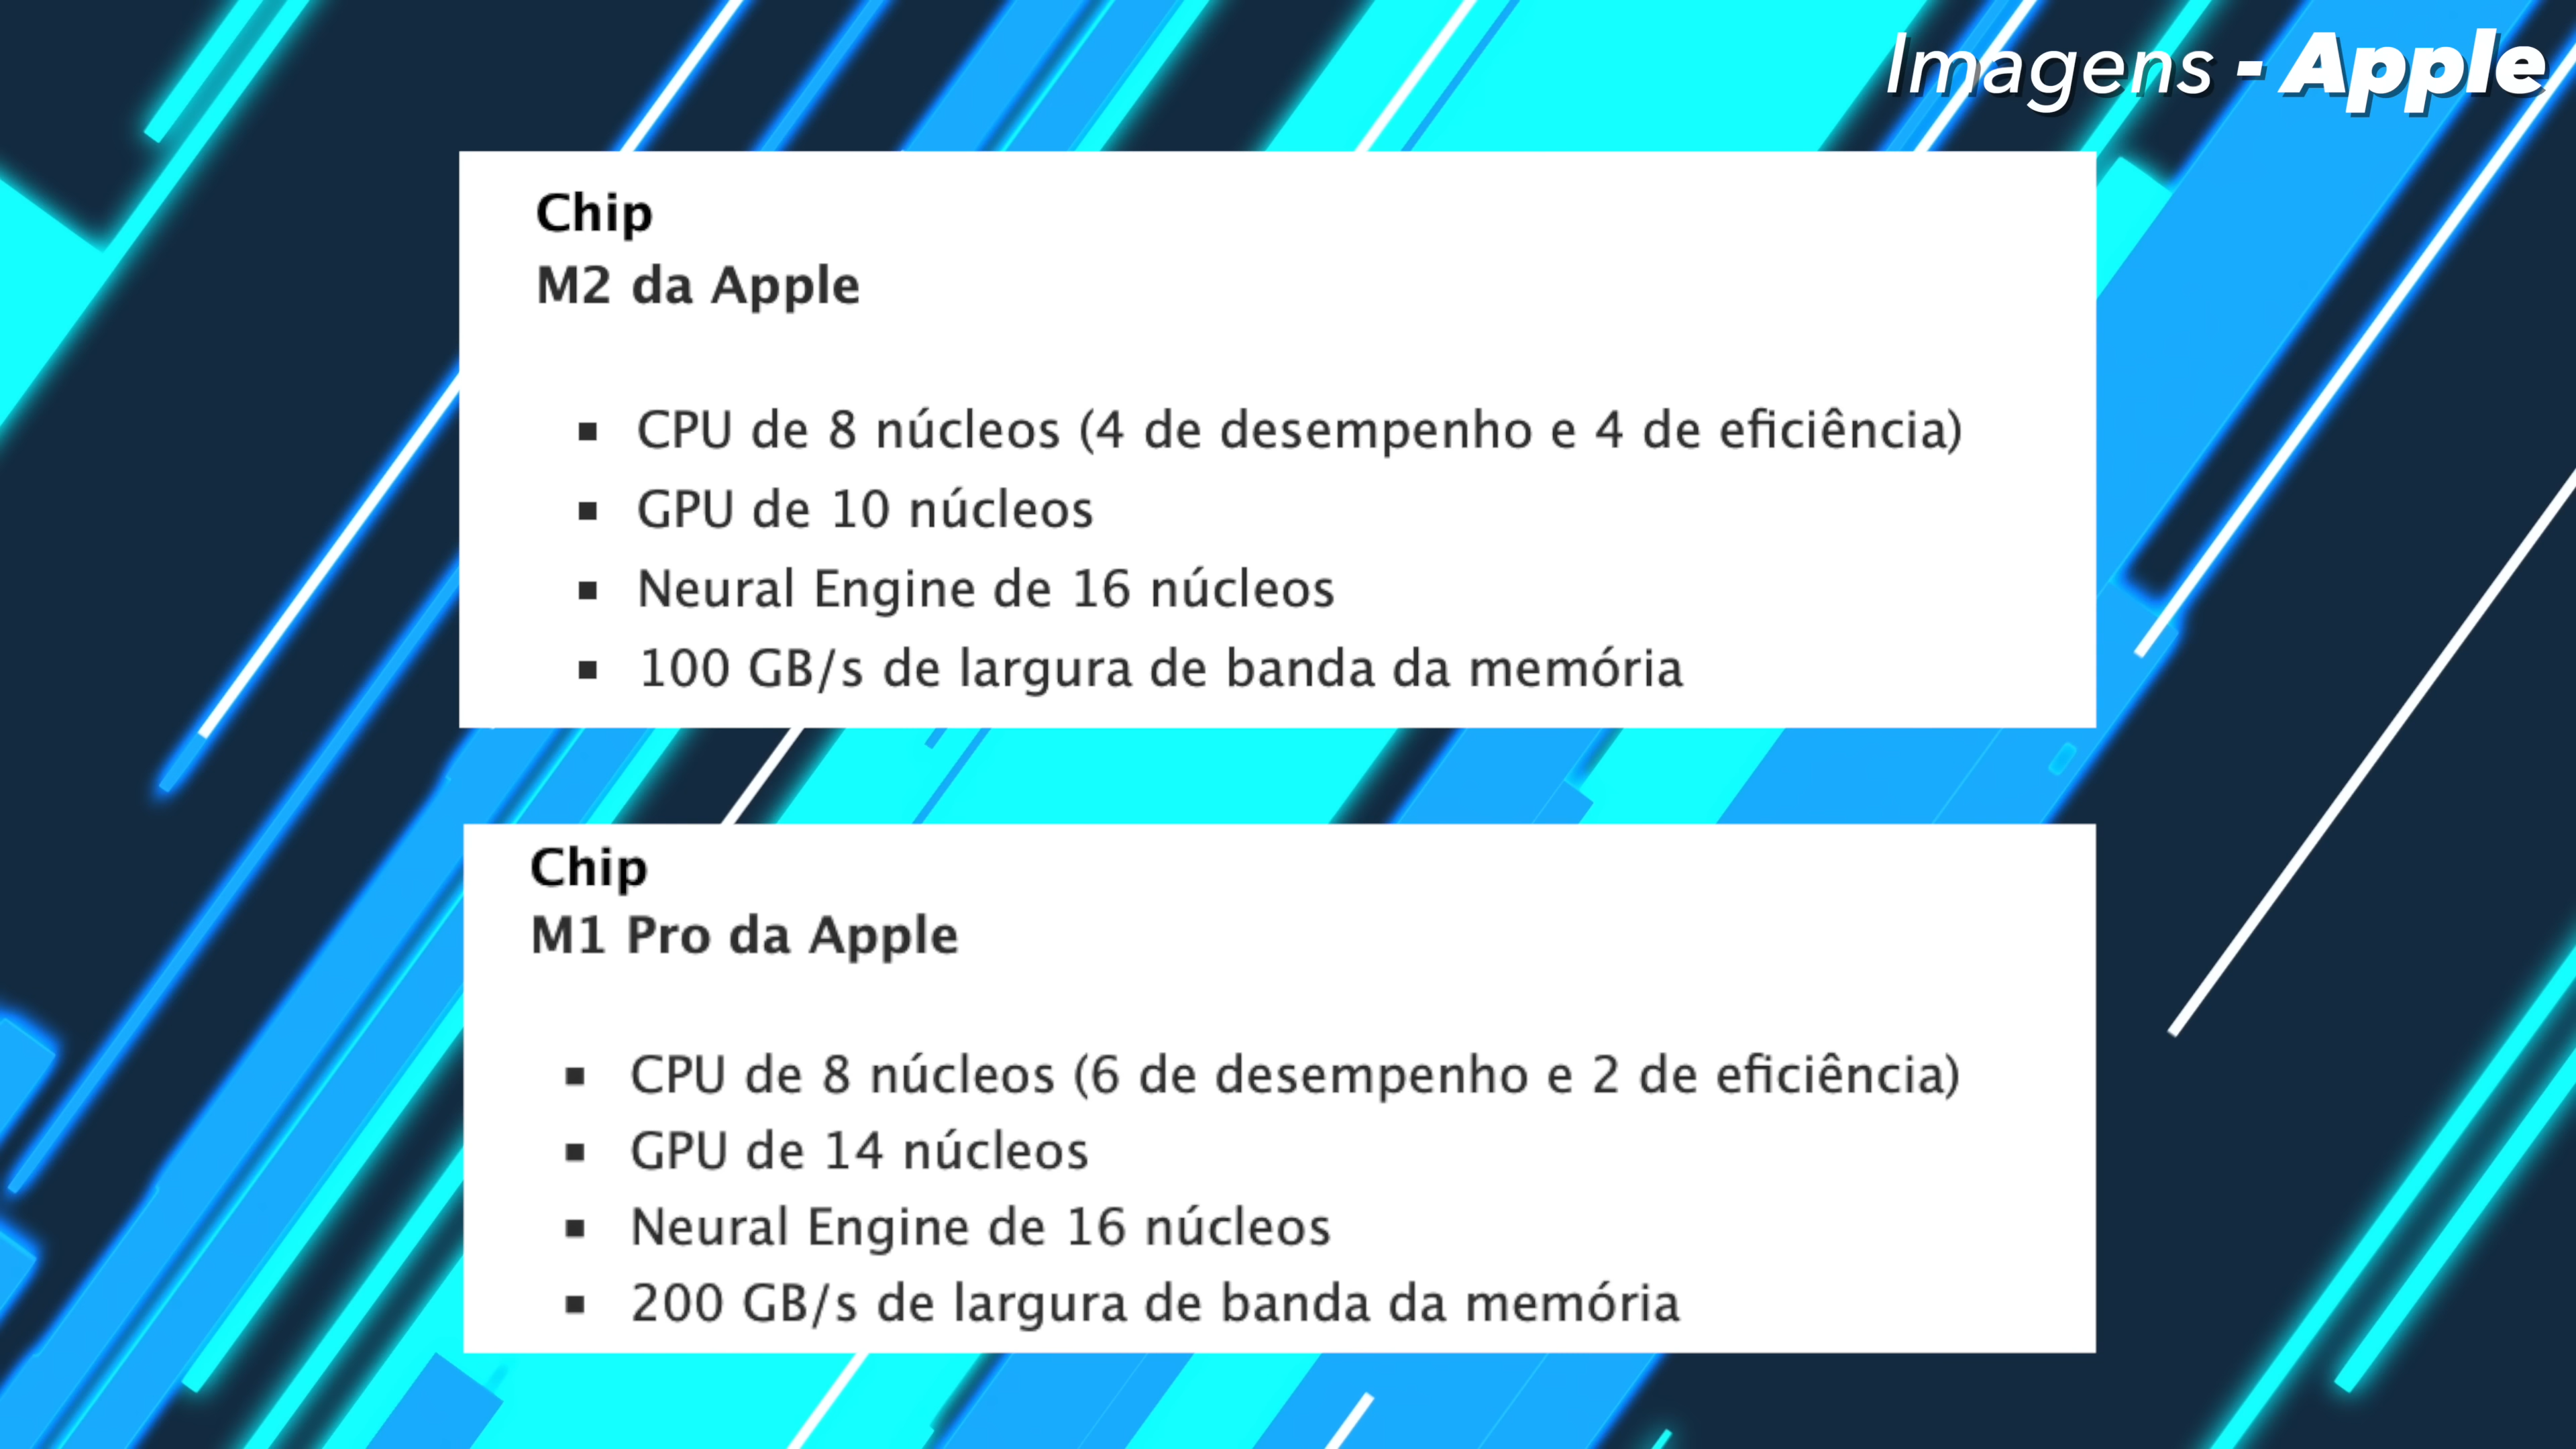 Imagens - Apple
Chip
M2 da Apple
▪ CPU de 8 núcleos (4 de desempenho e 4 de eficiência)
▪ GPU de 10 núcleos
▪ Neural Engine de 16 núcleos
▪ 100 GB/s de largura de banda da memória
Chip
M1 Pro da Apple
▪ CPU de 8 núcleos (6 de desempenho e 2 de eficiência)
▪ GPU de 14 núcleos
▪ Neural Engine de 16 núcleos
▪ 200 GB/s de largura de banda da memória